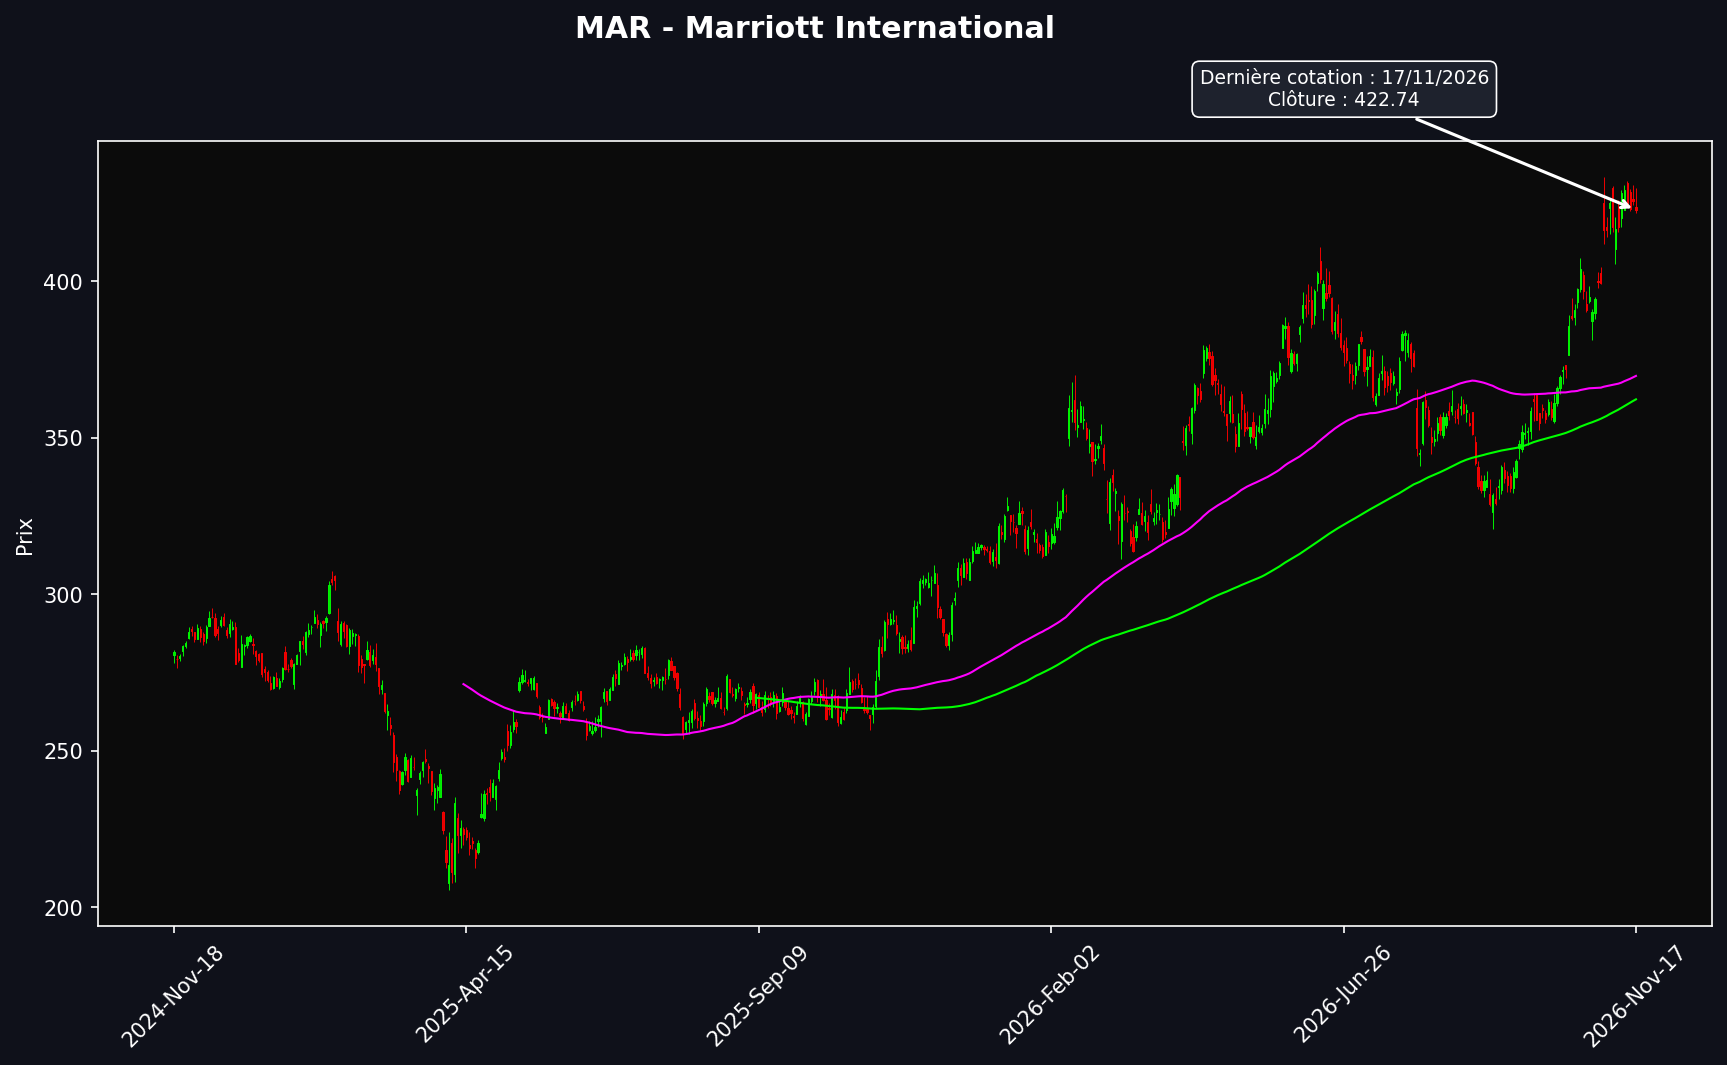 MAR - Marriott International
Dernière cotation : 17/11/2026
Clôture : 422.74
Prix
400
350
300
250
200
2024-Nov-18
2025-Apr-15
2025-Sep-09
2026-Feb-02
2026-Jun-26
2026-Nov-17